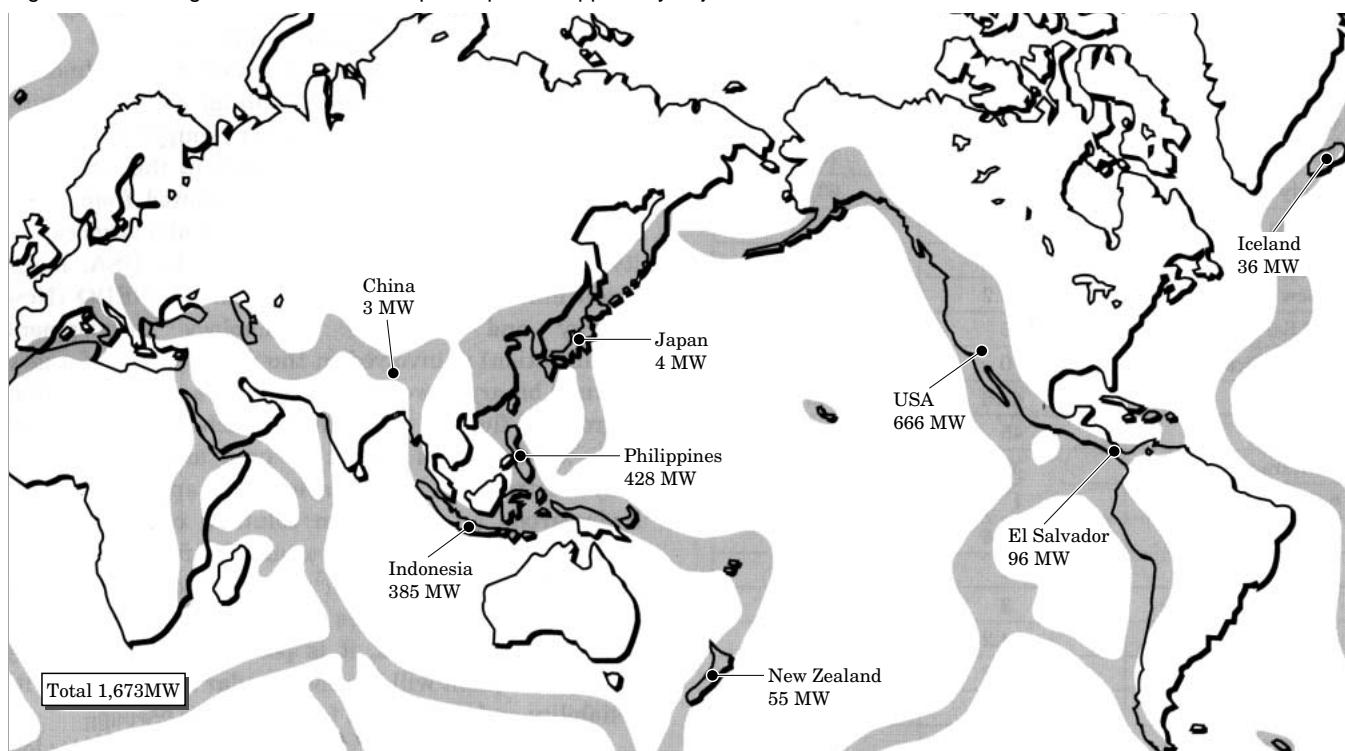 Iceland
36 MW
China
3 MW
Japan
4 MW
USA
666 MW
Philippines
428 MW
El Salvador
96 MW
Indonesia
385 MW
New Zealand
55 MW
Total 1,673MW